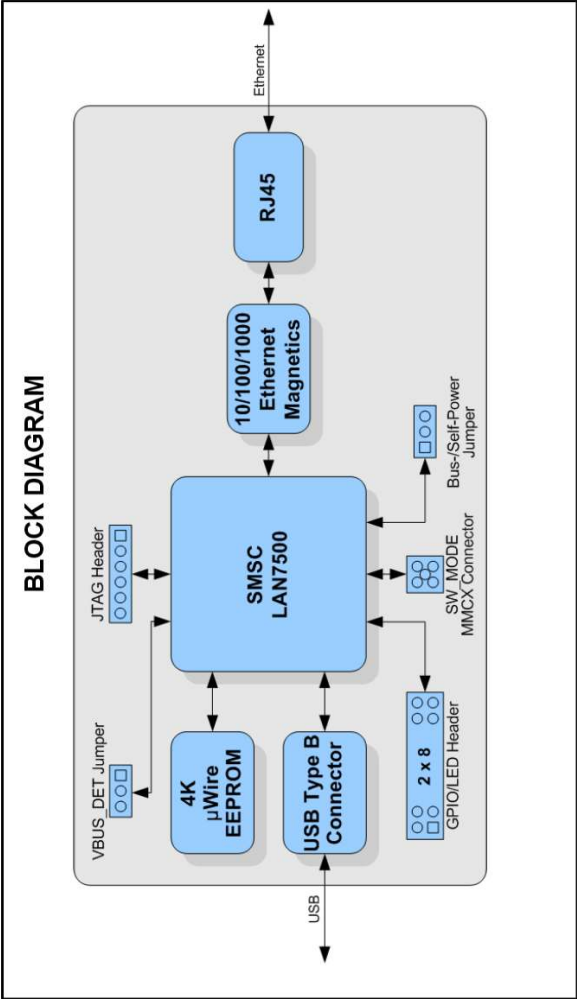 BLOCK DIAGRAM
VBUS_DET Jumper
JTAG Header
4K
µWire
EEPROM
USB Type B
Connector
SMSC
LAN7500
10/100/1000
Ethernet
Magnetics
RJ45
USB
Ethernet
2 x 8
GPIO/LED Header
SW_MODE
MMCX Connector
Bus-/Self-Power
Jumper